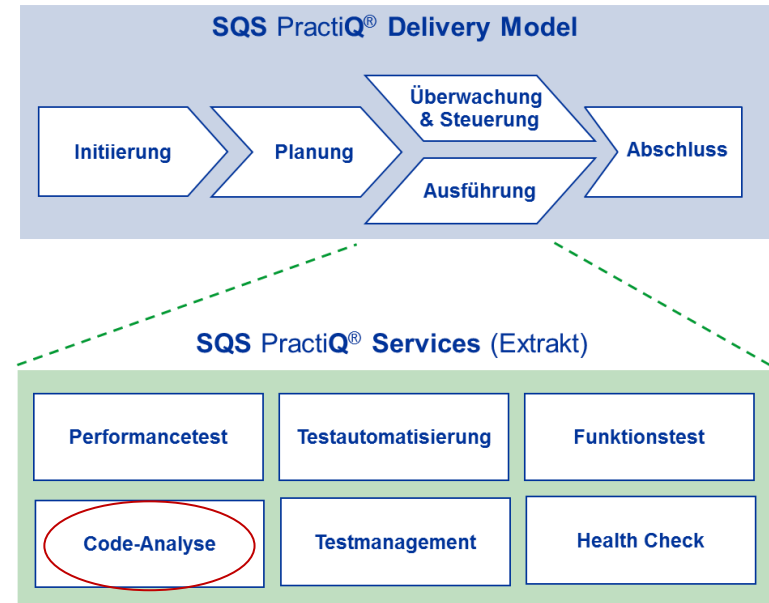 SQS PractiQ® Delivery Model
Initiierung
Planung
Überwachung
& Steuerung
Ausführung
Abschluss
SQS PractiQ® Services (Extrakt)
Performancetest
Testautomatisierung
Funktionstest
Code-Analyse
Testmanagement
Health Check